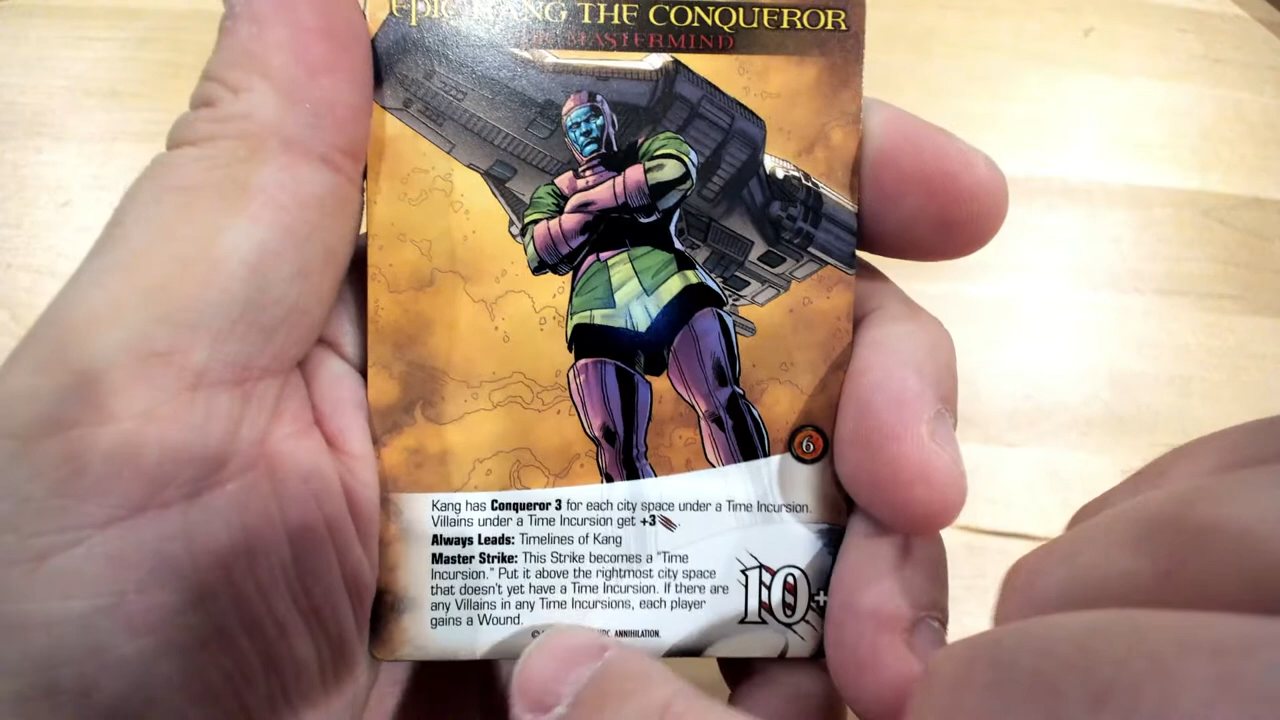 EPIC KANG THE CONQUEROR
MASTERMIND
6
Kang has Conqueror 3 for each city space under a Time Incursion.
Villains under a Time Incursion get +3
Always Leads: Timelines of Kang
Master Strike: This Strike becomes a "Time
Incursion." Put it above the rightmost city space
that doesn't yet have a Time Incursion. If there are
any Villains in any Time Incursions, each player
gains a Wound.
10+
ANNIHILATION.